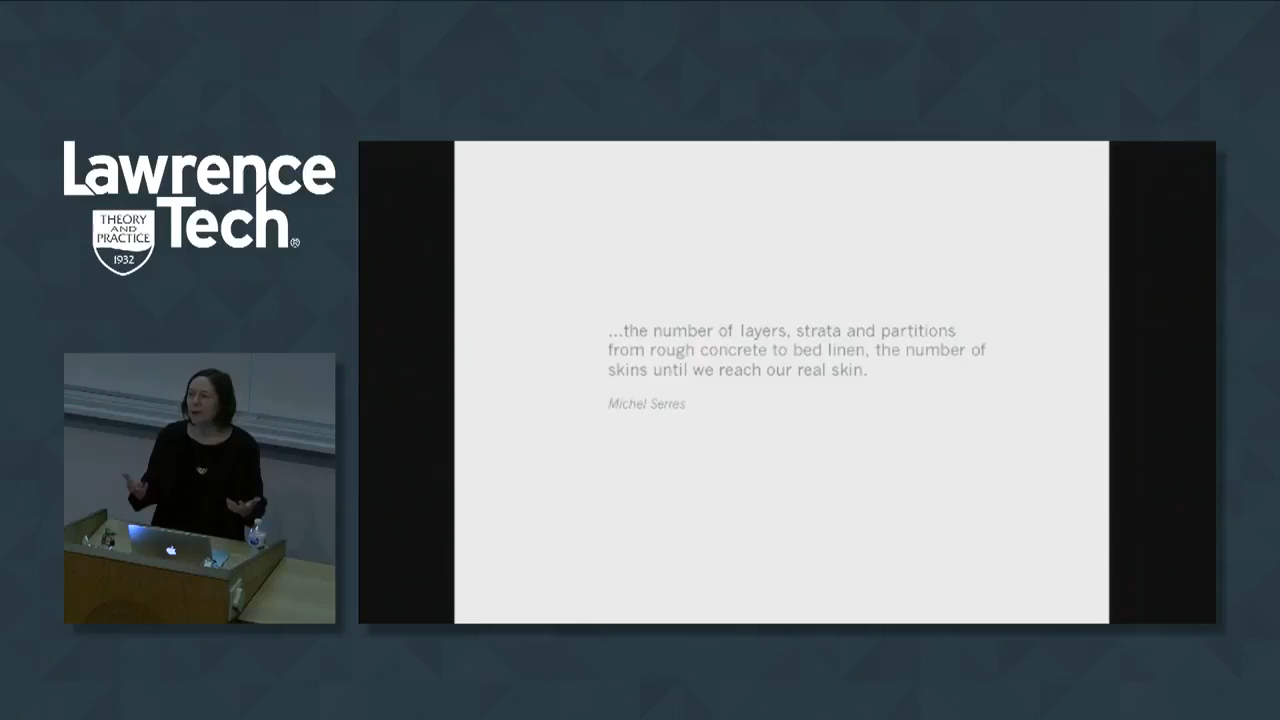 Lawrence
Tech®
THEORY
AND
PRACTICE
1932
...the number of layers, strata and partitions
from rough concrete to bed linen, the number of
skins until we reach our real skin.
Michel Serres